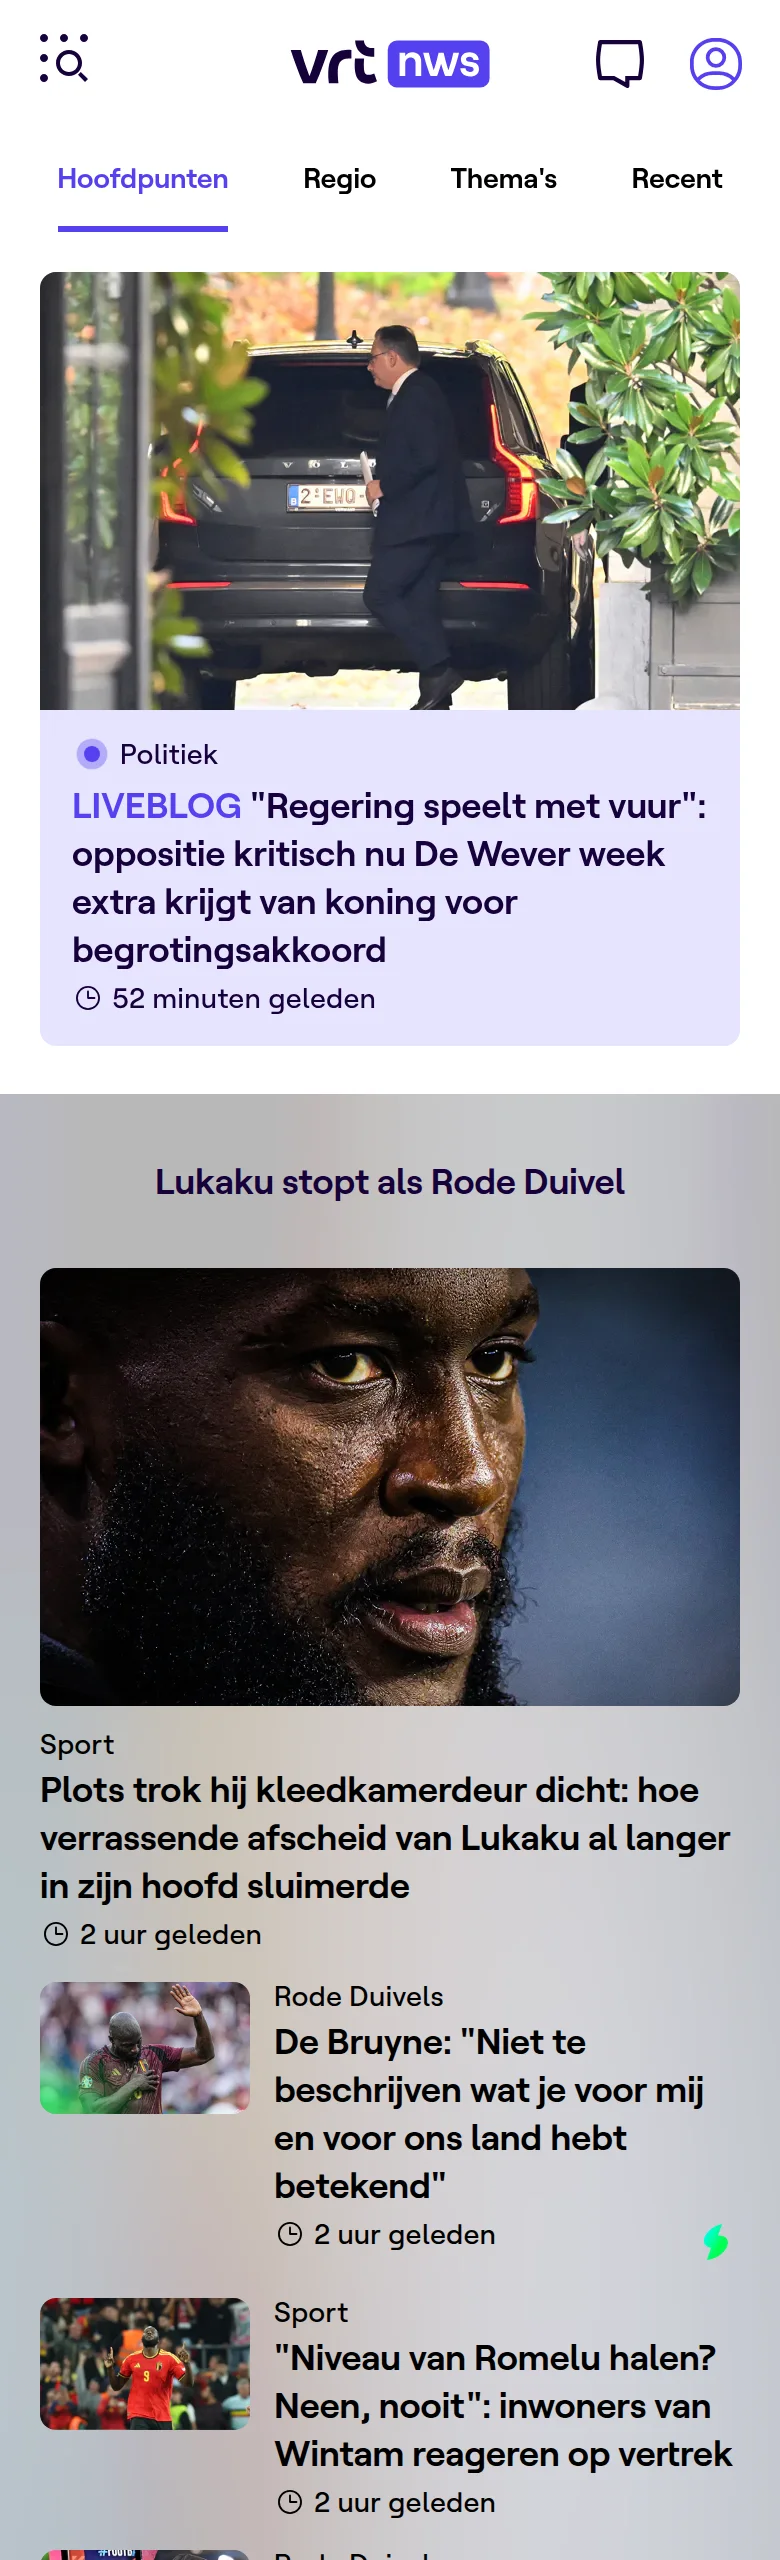 vrt nws
Hoofdpunten Regio Thema's Recent
VOLV
2·EWQ-
Politiek
LIVEBLOG "Regering speelt met vuur":
oppositie kritisch nu De Wever week
extra krijgt van koning voor
begrotingsakkoord
52 minuten geleden
Lukaku stopt als Rode Duivel
Sport
Plots trok hij kleedkamerdeur dicht: hoe
verrassende afscheid van Lukaku al langer
in zijn hoofd sluimerde
2 uur geleden
Rode Duivels
De Bruyne: "Niet te
beschrijven wat je voor mij
en voor ons land hebt
betekend"
2 uur geleden
Sport
9
"Niveau van Romelu halen?
Neen, nooit": inwoners van
Wintam reageren op vertrek
2 uur geleden